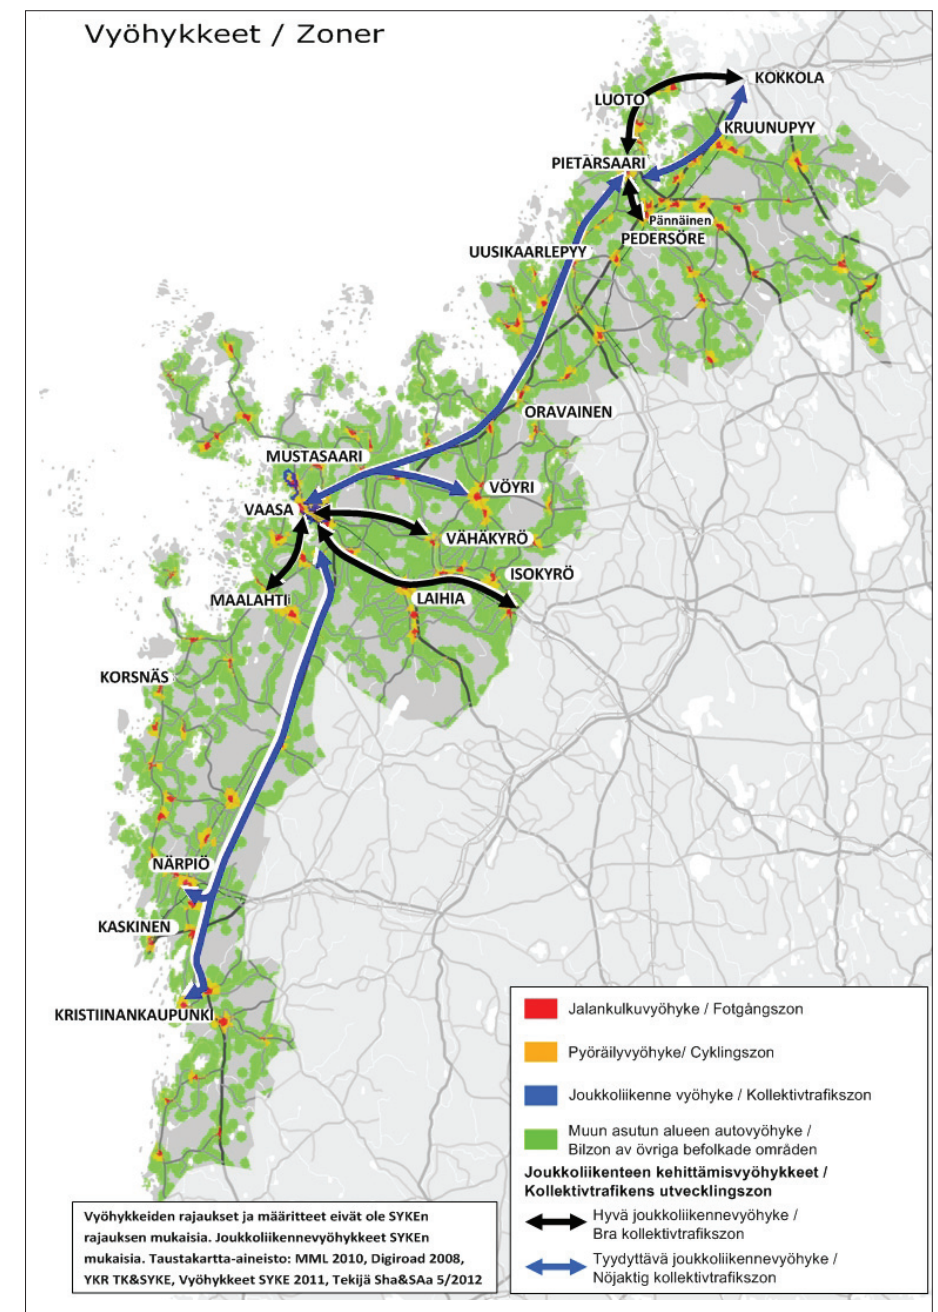 Vyöhykkeet / Zoner
KOKKOLA
LUOTO
KRUUNUPYY
PIETARSAARI
Pännäinen
PEDERSÖRE
UUSIKAARLEPYY
ORAVAINEN
MUSTASAARI
VÖYRI
VAASA
VÄHÄKYRÖ
ISOKYRÖ
MAALAHTI
LAIHIA
KORSNÄS
NÄRPIÖ
KASKINEN
KRISTIINANKAUPUNKI
Jalankulkuvyöhyke / Fotgångszon
Pyöräilyvyöhyke/ Cyklingszon
Joukkoliikenne vyöhyke / Kollektivtrafikszon
Muun asutun alueen autovyöhyke /
Bilzon av övriga befolkade områden
Joukkoliikenteen kehittämisvyöhykkeet /
Kollektivtrafikens utvecklingszon
Hyvä joukkoliikennevyöhyke /
Bra kollektivtrafikszon
Tyydyttävä joukkoliikennevyöhyke /
Nöjaktig kollektivtrafikszon
Vyöhykkeiden rajaukset ja määritteet eivät ole SYKEn
rajauksen mukaisia. Joukkoliikennevyöhykkeet SYKEn
mukaisia. Taustakartta-aineisto: MML 2010, Digiroad 2008,
YKR TK&SYKE, Vyöhykkeet SYKE 2011, Tekijä Sha&SAa 5/2012